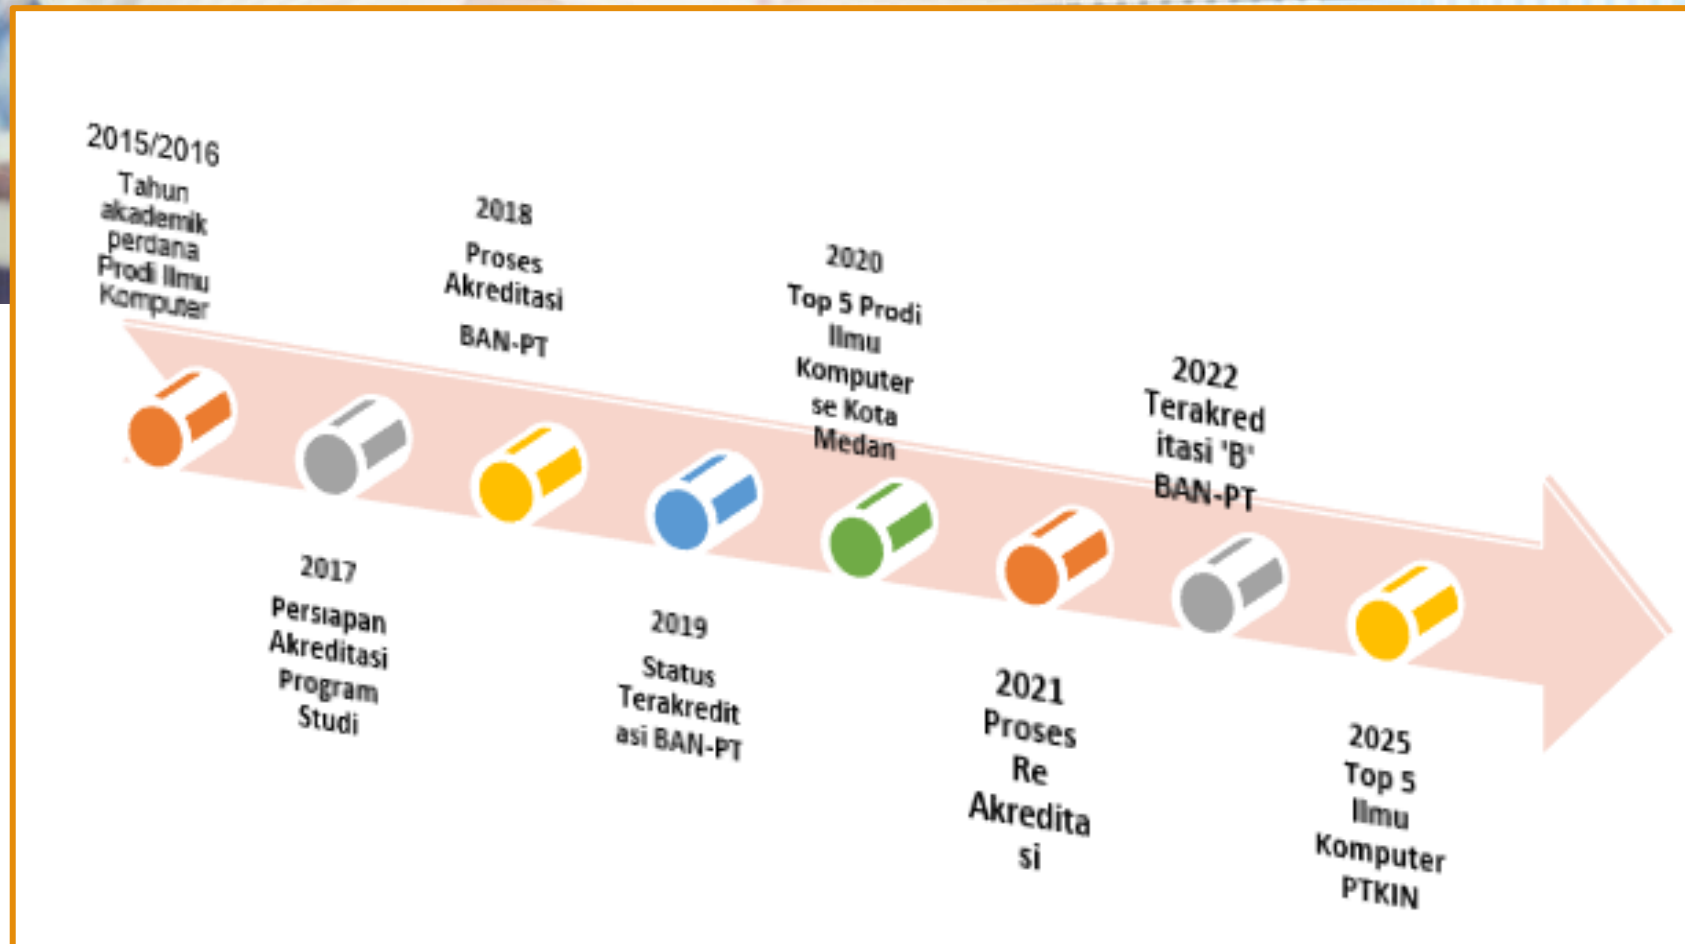 2015/2016
Tahun
akademik
perdana
Prodi Ilmu
Komputer
2017
Persiapan
Akreditasi
Program
Studi
2018
Proses
Akreditasi
BAN-PT
2019
Status
Terakredit
asi BAN-PT
2020
Top 5 Prodi
Ilmu
Komputer
se Kota
Medan
2021
Proses
Re
Akredita
si
2022
Terakred
itasi 'B'
BAN-PT
2025
Top 5
Ilmu
Komputer
PTKIN